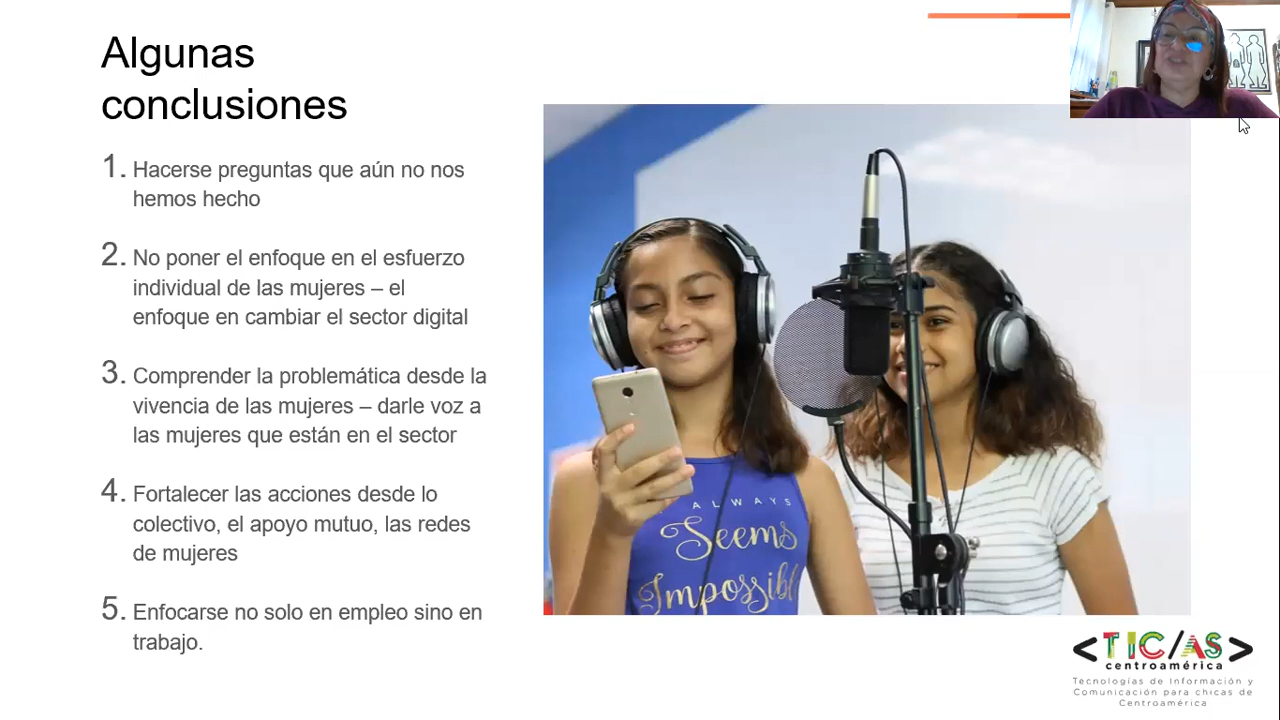 Algunas
conclusiones
1. Hacerse preguntas que aún no nos
hemos hecho
2. No poner el enfoque en el esfuerzo
individual de las mujeres – el
enfoque en cambiar el sector digital
3. Comprender la problemática desde la
vivencia de las mujeres – darle voz a
las mujeres que están en el sector
4. Fortalecer las acciones desde lo
colectivo, el apoyo mutuo, las redes
de mujeres
5. Enfocarse no solo en empleo sino en
trabajo.
ALWAYS
Seems
Impossibl
<TIC/AS>
centroamérica
Tecnologías de Información y
Comunicación para chicas de
Centroamérica